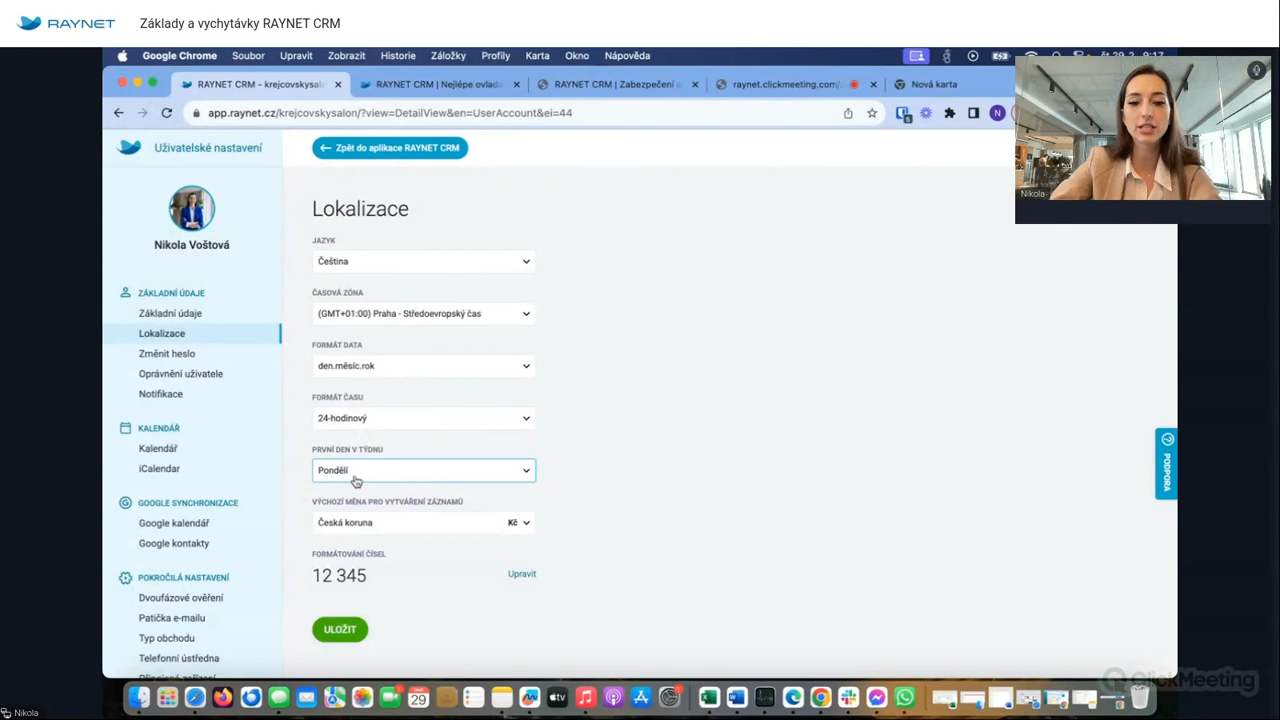 RAYNET
Základy a vychytávky RAYNET CRM
Google Chrome Soubor Upravit Zobrazit Historie Záložky Profily Karta Okno Nápověda
RAYNET CRM - krejcovskysalon
RAYNET CRM | Nejlépe ovlada
RAYNET CRM | Zabezpečení a
raynet.clickmeeting.com/
Nová karta
app.raynet.cz/krejcovskysalon/?view=DetailView&en=UserAccount&ei=44
N
Uživatelské nastavení
Zpět do aplikace RAYNET CRM
Nikola
Nikola Voštová
ZÁKLADNÍ ÚDAJE
Základní údaje
Lokalizace
Změnit heslo
Oprávnění uživatele
Notifikace
KALENDÁŘ
Kalendář
iCalendar
GOOGLE SYNCHRONIZACE
Google kalendář
Google kontakty
POKROČILÁ NASTAVENÍ
Dvoufázové ověření
Patička e-mailu
Typ obchodu
Telefonní ústředna
Lokalizace
JAZYK
Čeština
ČASOVÁ ZÓNA
(GMT+01:00) Praha - Středoevropský čas
FORMÁT DATA
den.měsíc.rok
FORMÁT ČASU
24-hodinový
PRVNÍ DEN V TÝDNU
Pondělí
VÝCHOZÍ MĚNA PRO VYTVÁŘENÍ ZÁZNAMŮ
Česká koruna Kč
FORMÁTOVÁNÍ ČÍSEL
12 345 Upravit
ULOŽIT
PODPORA
ClickMeeting
29
tv
Nikola